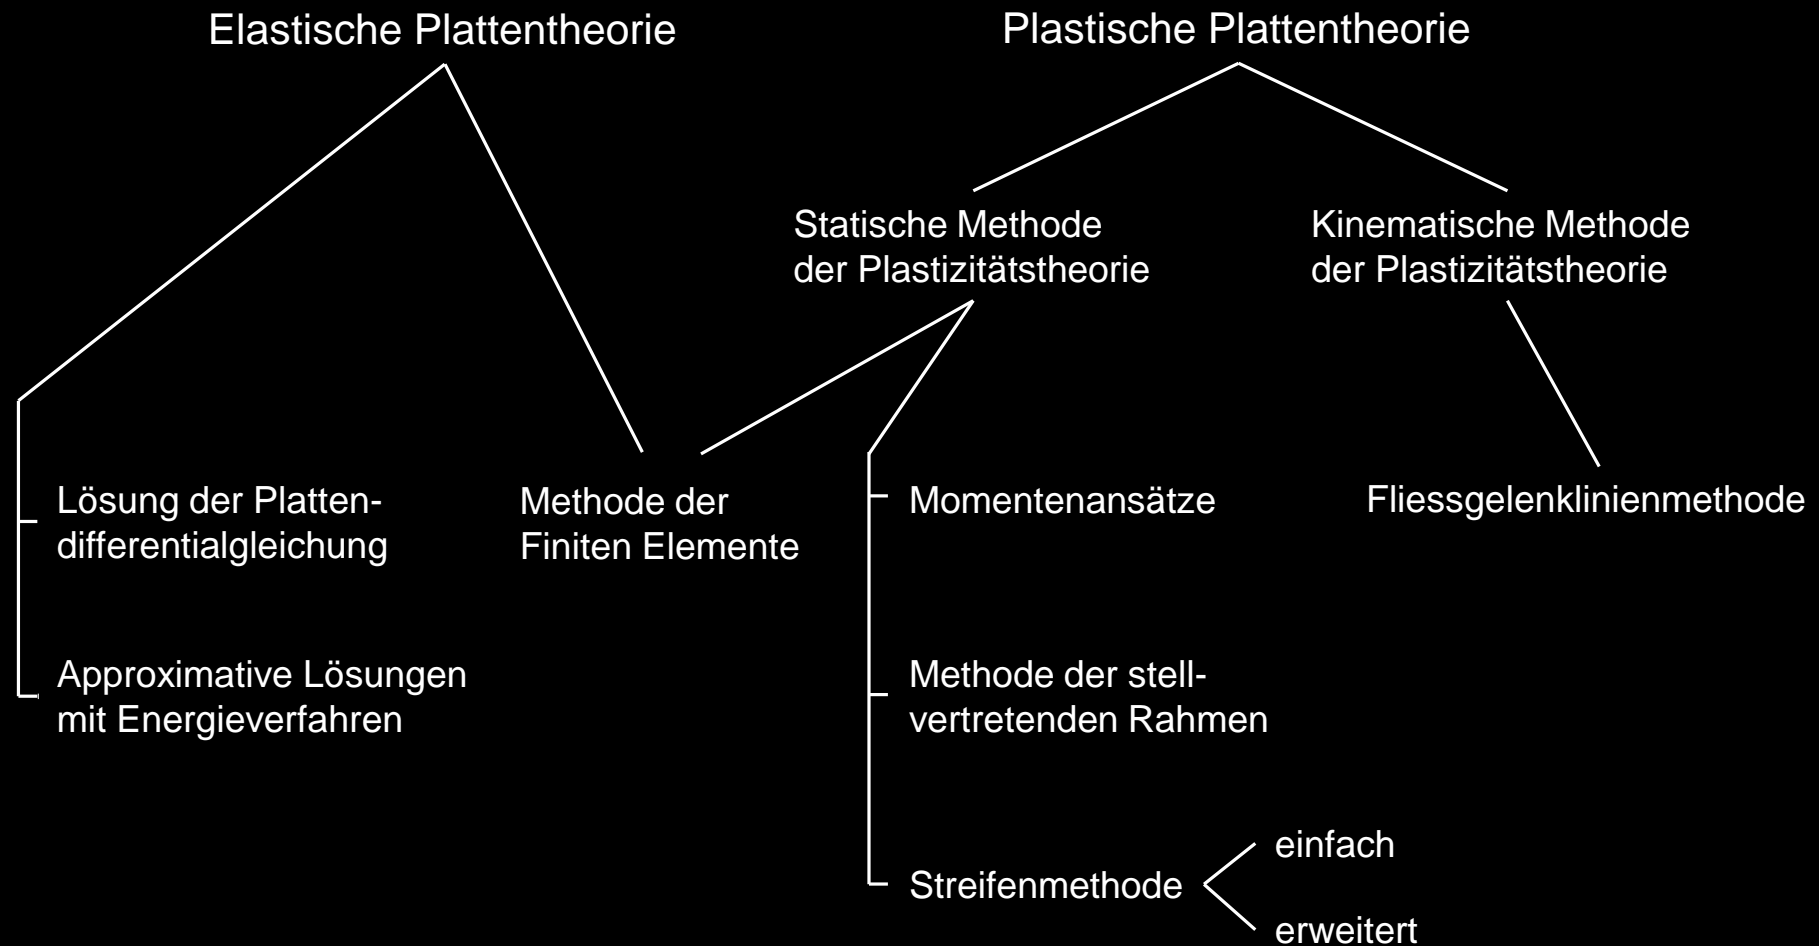 Elastische Plattentheorie
Plastische Plattentheorie
Statische Methode
der Plastizitätstheorie
Kinematische Methode
der Plastizitätstheorie
Lösung der Platten-
differentialgleichung
Methode der
Finiten Elemente
Momentenansätze
Fliessgelenklinienmethode
Approximative Lösungen
mit Energieverfahren
Methode der stell-
vertretenden Rahmen
Streifenmethode
einfach
erweitert